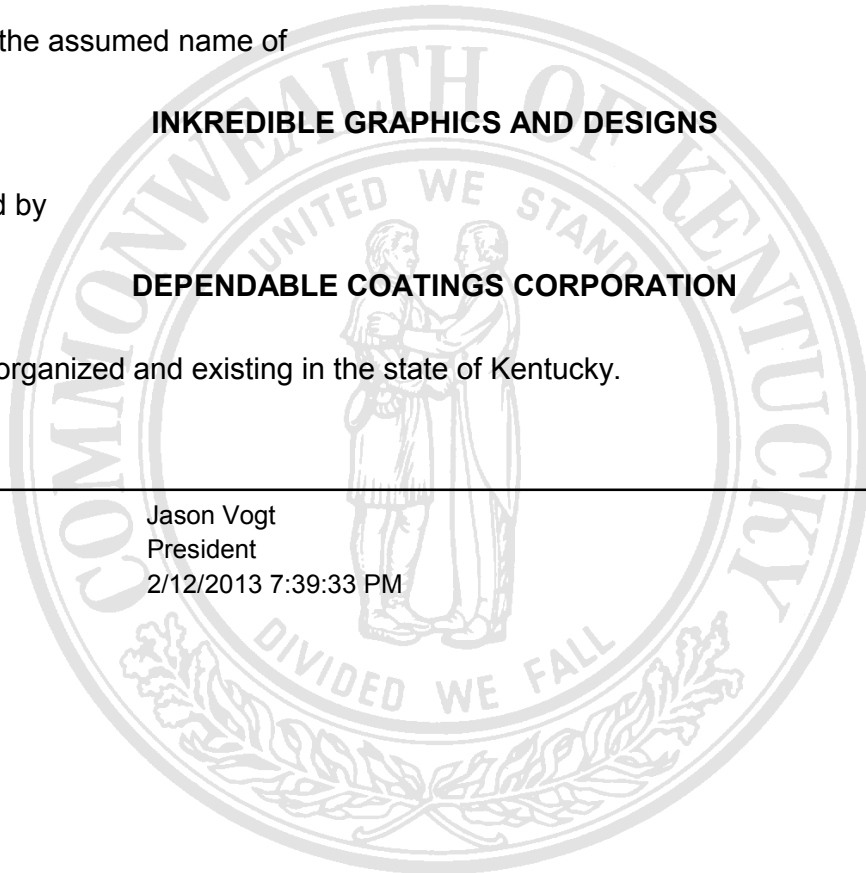 the assumed name of
INKREDIBLE GRAPHICS AND DESIGNS
d by
DEPENDABLE COATINGS CORPORATION
organized and existing in the state of Kentucky.
Jason Vogt
President
2/12/2013 7:39:33 PM
COMMONWEALTH OF KENTUCKY
UNITED WE STAND
DIVIDED WE FALL